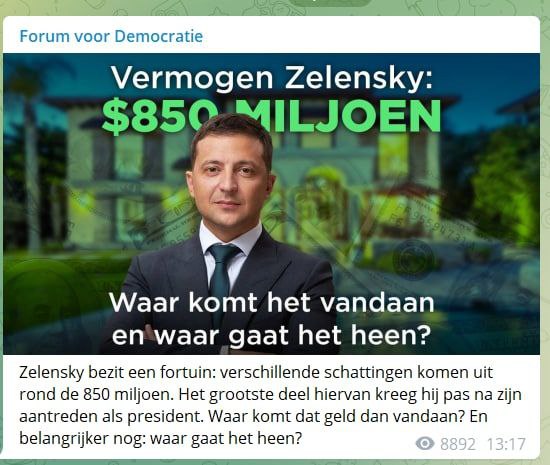 Forum voor Democratie
Vermogen Zelensky:
$850 MILJOEN
Waar komt het vandaan
en waar gaat het heen?
Zelensky bezit een fortuin: verschillende schattingen komen uit
rond de 850 miljoen. Het grootste deel hiervan kreeg hij pas na zijn
aantreden als president. Waar komt dat geld dan vandaan? En
belangrijker nog: waar gaat het heen?
8892 13:17